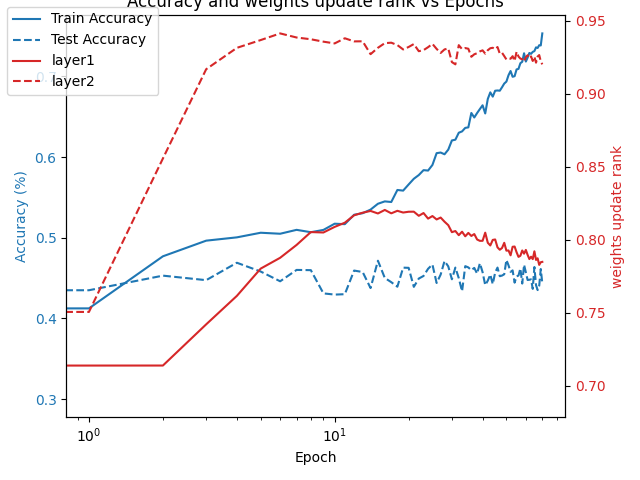 Accuracy and weights update rank vs Epochs
Train Accuracy
Test Accuracy
layer1
layer2
0.6
0.5
0.4
0.3
Accuracy (%)
0.95
0.90
0.85
0.80
0.75
0.70
weights update rank
10⁰
10¹
Epoch